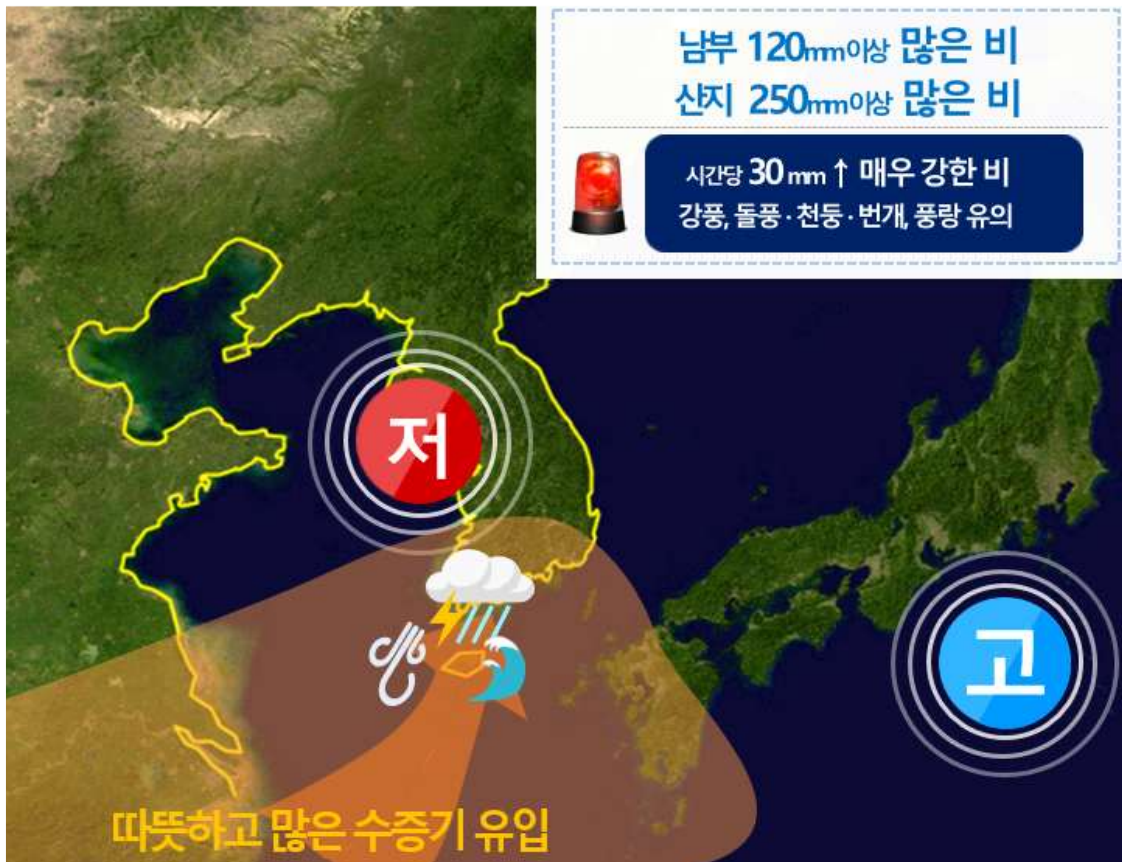 남부 120mm이상 많은 비
산지 250mm이상 많은 비
시간당 30mm↑ 매우 강한 비
강풍, 돌풍·천둥·번개, 풍랑 유의
저
고
따뜻하고 많은 수증기 유입